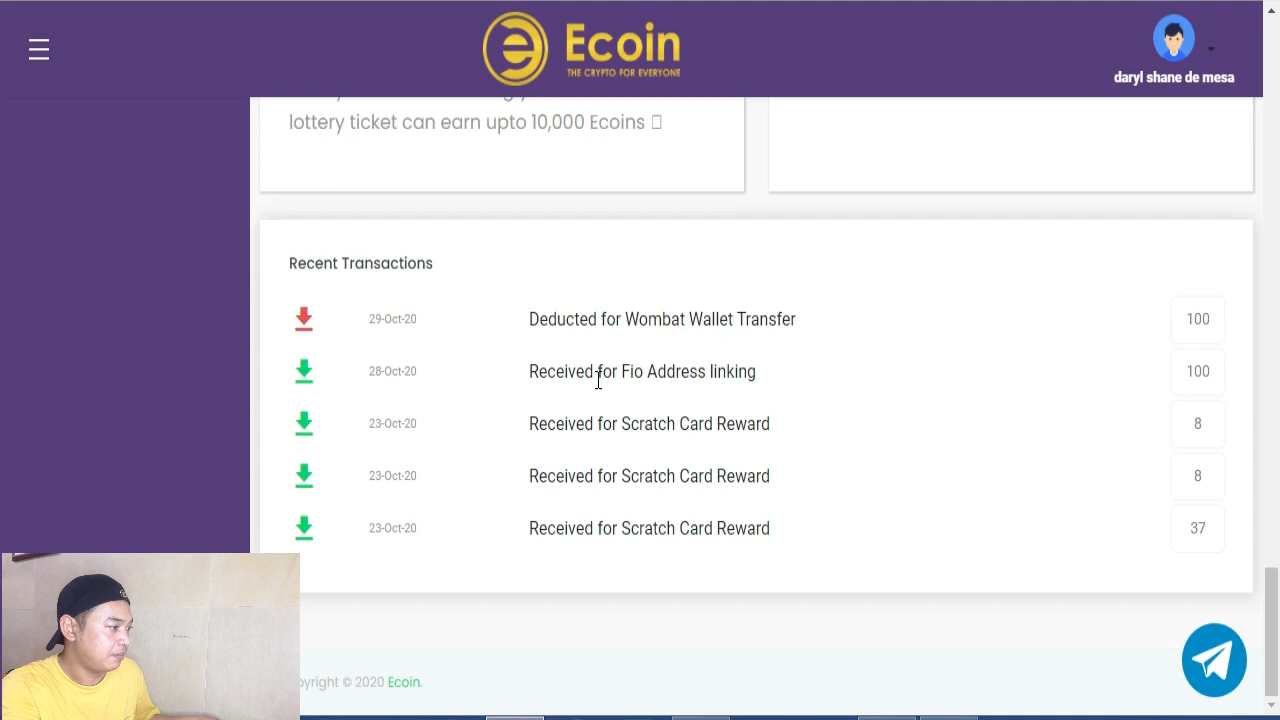 Ecoin
THE CRYPTO FOR EVERYONE
daryl shane de mesa
lottery ticket can earn upto 10,000 Ecoins
Recent Transactions
29-Oct-20 Deducted for Wombat Wallet Transfer 100
28-Oct-20 Received for Fio Address linking 100
23-Oct-20 Received for Scratch Card Reward 8
23-Oct-20 Received for Scratch Card Reward 8
23-Oct-20 Received for Scratch Card Reward 37
opyright © 2020 Ecoin.